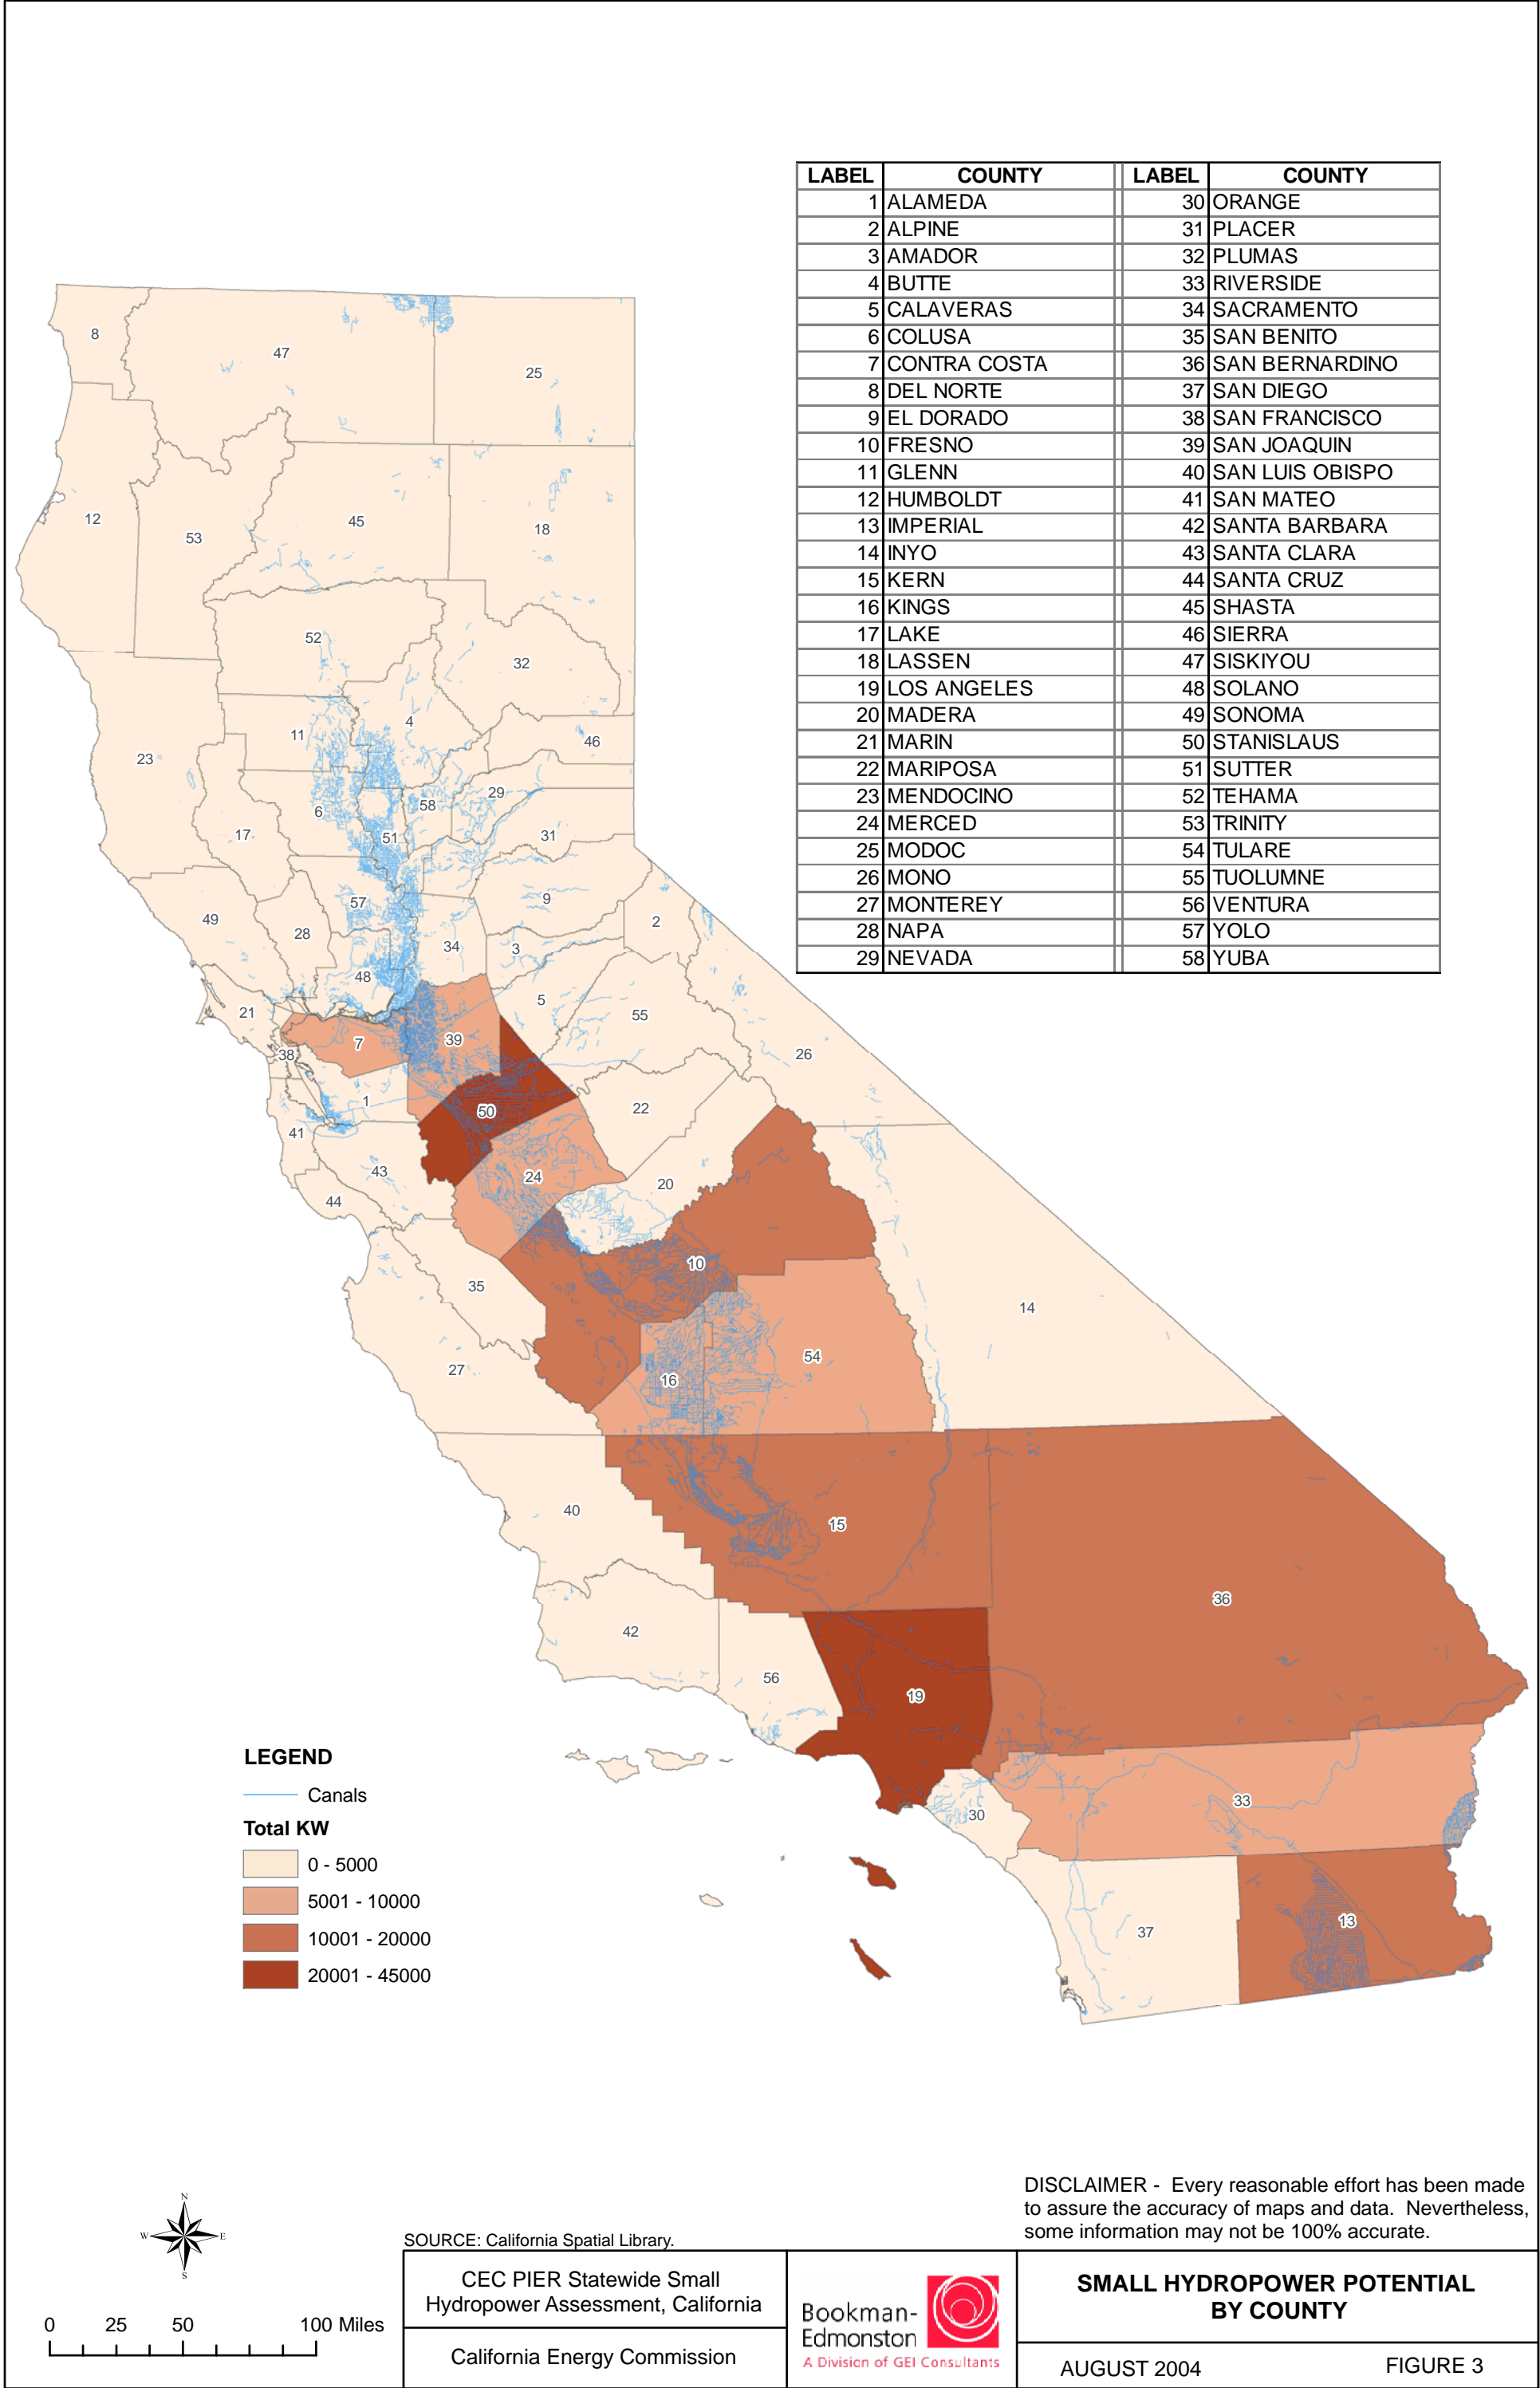 LABEL COUNTY LABEL COUNTY
1 ALAMEDA 30 ORANGE
2 ALPINE 31 PLACER
3 AMADOR 32 PLUMAS
4 BUTTE 33 RIVERSIDE
5 CALAVERAS 34 SACRAMENTO
6 COLUSA 35 SAN BENITO
7 CONTRA COSTA 36 SAN BERNARDINO
8 DEL NORTE 37 SAN DIEGO
9 EL DORADO 38 SAN FRANCISCO
10 FRESNO 39 SAN JOAQUIN
11 GLENN 40 SAN LUIS OBISPO
12 HUMBOLDT 41 SAN MATEO
13 IMPERIAL 42 SANTA BARBARA
14 INYO 43 SANTA CLARA
15 KERN 44 SANTA CRUZ
16 KINGS 45 SHASTA
17 LAKE 46 SIERRA
18 LASSEN 47 SISKIYOU
19 LOS ANGELES 48 SOLANO
20 MADERA 49 SONOMA
21 MARIN 50 STANISLAUS
22 MARIPOSA 51 SUTTER
23 MENDOCINO 52 TEHAMA
24 MERCED 53 TRINITY
25 MODOC 54 TULARE
26 MONO 55 TUOLUMNE
27 MONTEREY 56 VENTURA
28 NAPA 57 YOLO
29 NEVADA 58 YUBA
8
47
25
12
53
45
18
52
32
4
11
46
23
29
58
6
17
51
31
57
9
49
28
2
34
3
48
5
21
55
7
39
38
26
1
50
22
41
43
24
20
44
10
35
14
54
27
16
40
15
36
42
56
19
33
30
13
37
LEGEND
Canals
Total KW
0 - 5000
5001 - 10000
10001 - 20000
20001 - 45000
N
W E
S
0 25 50 100 Miles
DISCLAIMER - Every reasonable effort has been made
to assure the accuracy of maps and data. Nevertheless,
some information may not be 100% accurate.
SOURCE: California Spatial Library.
CEC PIER Statewide Small
Hydropower Assessment, California
California Energy Commission
Bookman-
Edmonston
A Division of GEI Consultants
SMALL HYDROPOWER POTENTIAL
BY COUNTY
AUGUST 2004 FIGURE 3